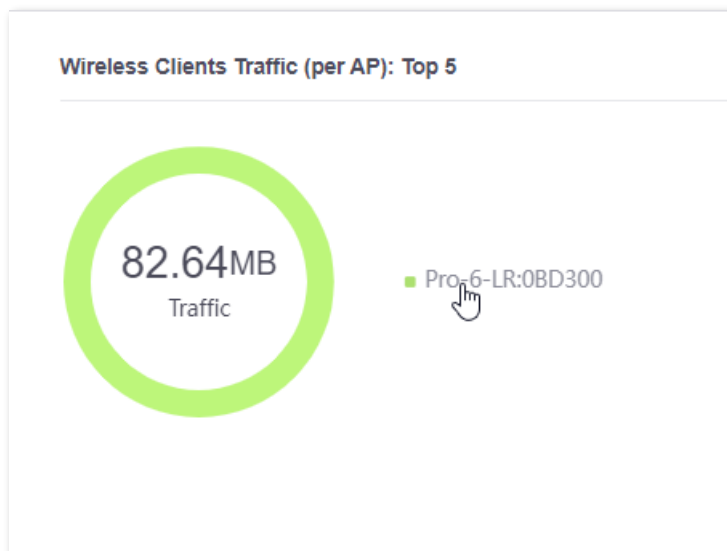 Wireless Clients Traffic (per AP): Top 5
82.64MB
Traffic
Pro-6-LR:0BD300